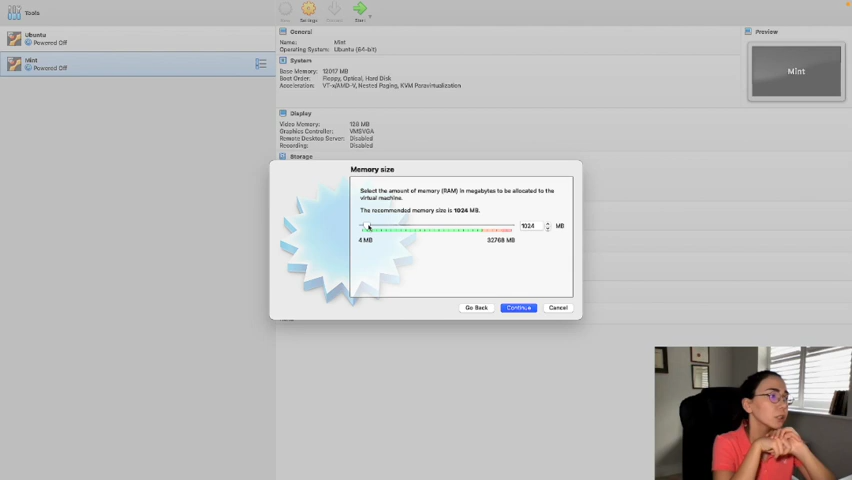 Tools
Ubuntu
Powered Off
Mint
Powered Off
Settings
Start
General
Name: Mint
Operating System: Ubuntu (64-bit)
System
Base Memory: 12017 MB
Boot Order: Floppy, Optical, Hard Disk
Acceleration: VT-x/AMD-V, Nested Paging, KVM Paravirtualization
Display
Video Memory: 128 MB
Graphics Controller: VMSVGA
Remote Desktop Server: Disabled
Recording: Disabled
Storage
Preview
Mint
Memory size
Select the amount of memory (RAM) in megabytes to be allocated to the
virtual machine.
The recommended memory size is 1024 MB.
1024 MB
4 MB 32768 MB
Go Back Continue Cancel